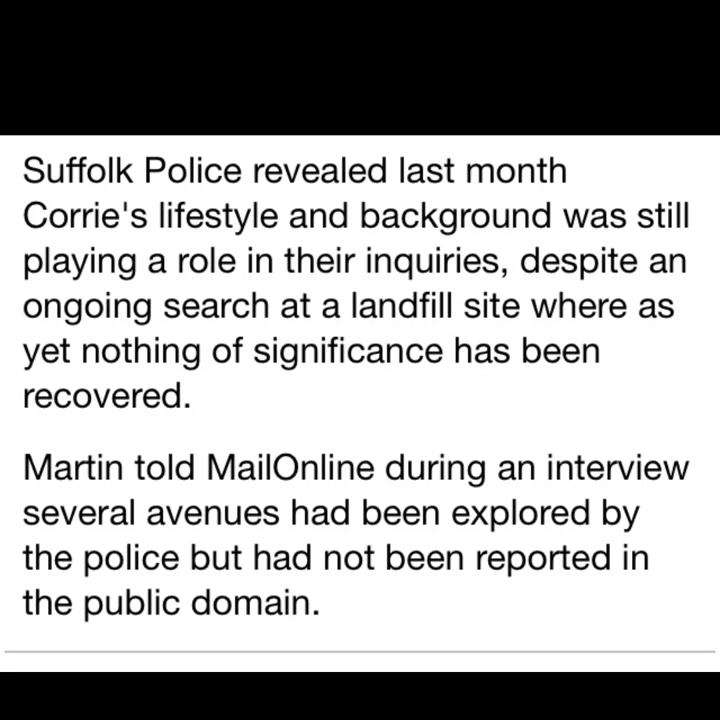 Suffolk Police revealed last month
Corrie's lifestyle and background was still
playing a role in their inquiries, despite an
ongoing search at a landfill site where as
yet nothing of significance has been
recovered.
Martin told MailOnline during an interview
several avenues had been explored by
the police but had not been reported in
the public domain.